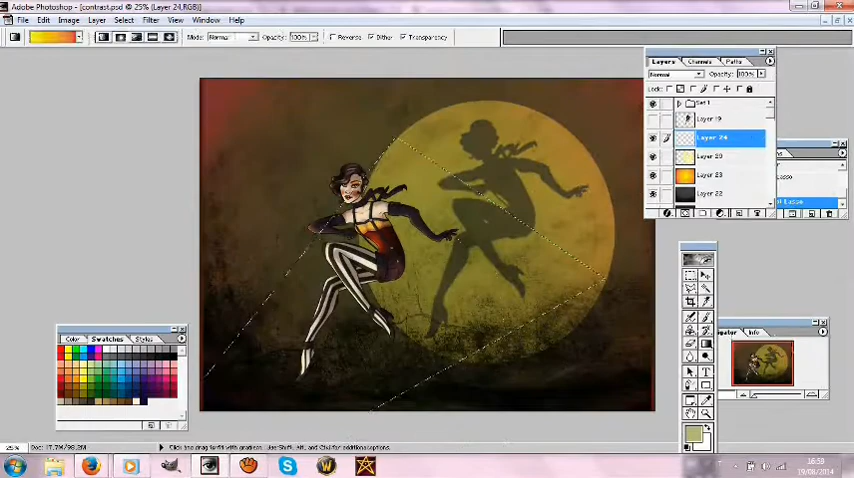 Adobe Photoshop - [contrast.psd @ 25% (Layer 24,RGB)]
File Edit Image Layer Select Filter View Window Help
Mode: Normal Opacity: 100% Reverse Dither Transparency
Layers Channels Paths
Normal Opacity: 100%
Lock:
Set 1
Layer 19
Layer 24
Layer 20
Layer 23
Layer 22
Lasso
Lasso
Color Swatches Styles
Info
25% Doc: 17.7M/98.2M Click and drag to fill with gradient. Use Shift, Alt, and Ctrl for additional options.
16:53
19/08/2014